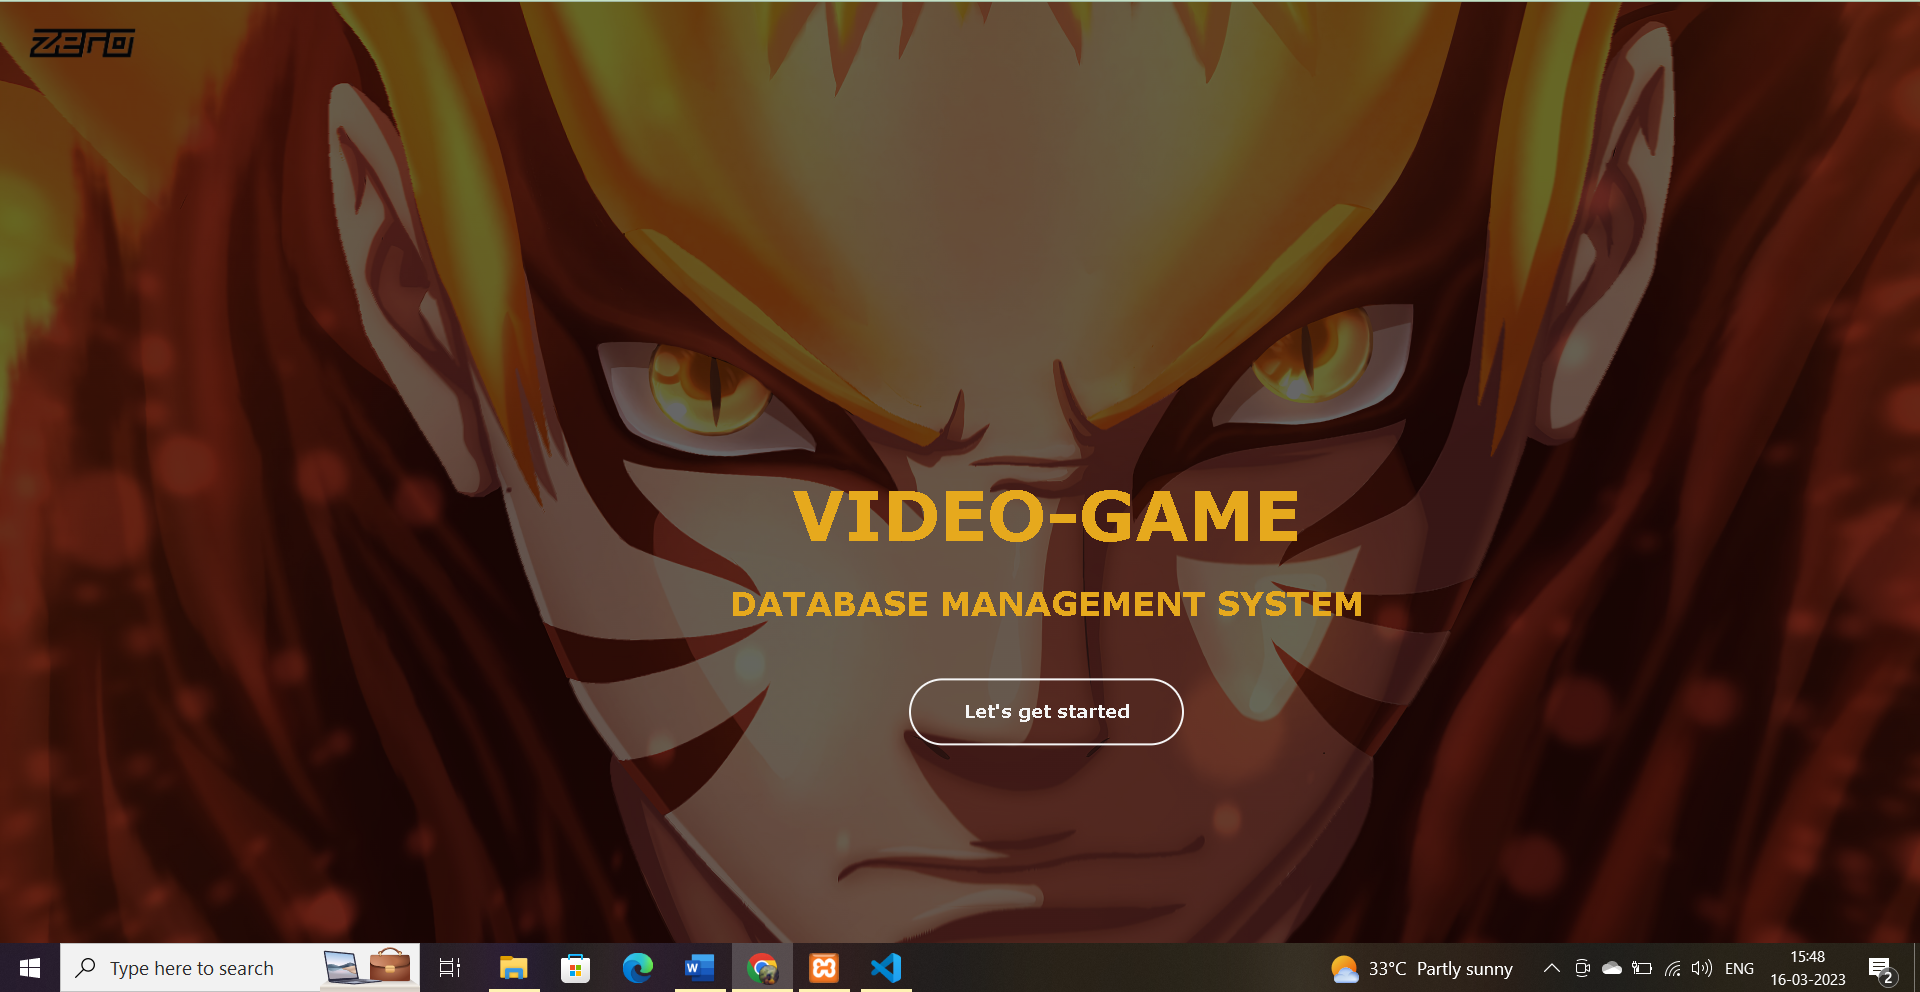 zero
VIDEO-GAME
DATABASE MANAGEMENT SYSTEM
Let's get started
Type here to search
W
33°C Partly sunny
ENG
15:48
16-03-2023
2